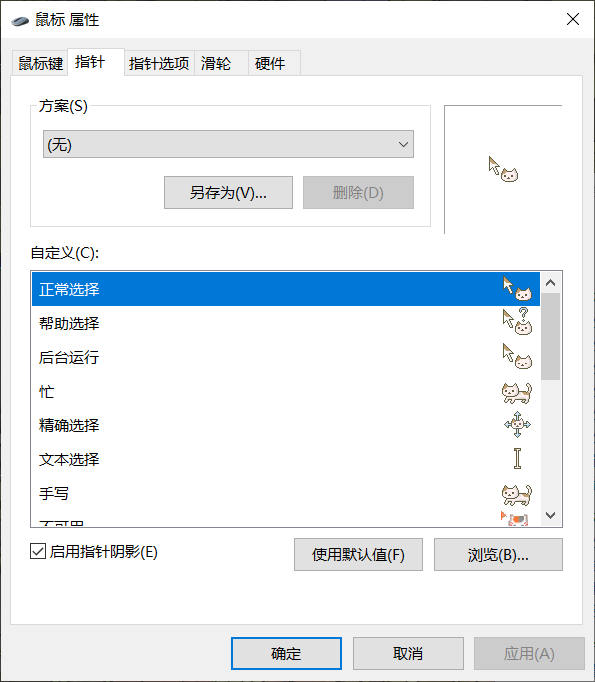 鼠标 属性
鼠标键 指针 指针选项 滑轮 硬件
方案(S)
(无)
另存为(V)... 删除(D)
自定义(C):
正常选择
帮助选择
后台运行
忙
精确选择
文本选择
手写
不可用
启用指针阴影(E)
使用默认值(F) 浏览(B)...
确定 取消 应用(A)